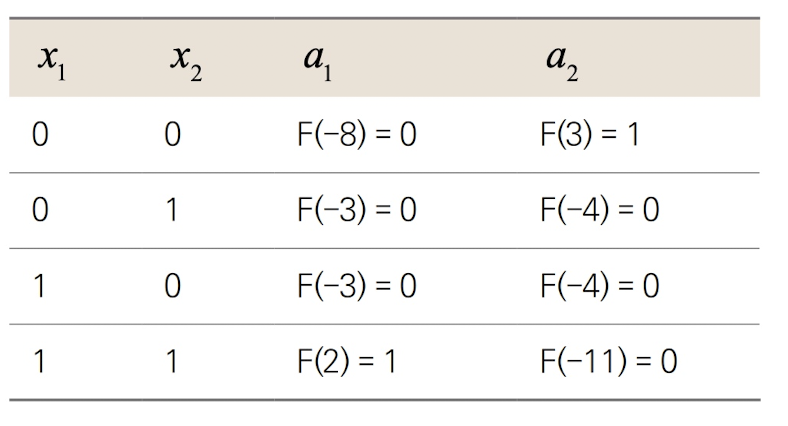 x₁ x₂ a₁ a₂
0 0 F(−8) = 0 F(3) = 1
0 1 F(−3) = 0 F(−4) = 0
1 0 F(−3) = 0 F(−4) = 0
1 1 F(2) = 1 F(−11) = 0